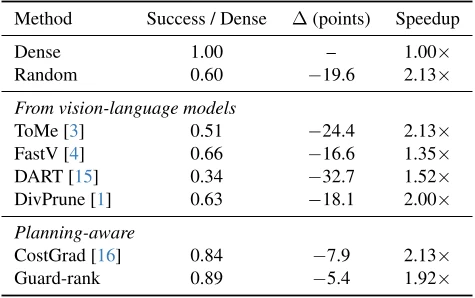 Method Success / Dense Δ (points) Speedup
Dense 1.00 – 1.00×
Random 0.60 −19.6 2.13×
From vision-language models
ToMe [3] 0.51 −24.4 2.13×
FastV [4] 0.66 −16.6 1.35×
DART [15] 0.34 −32.7 1.52×
DivPrune [1] 0.63 −18.1 2.00×
Planning-aware
CostGrad [16] 0.84 −7.9 2.13×
Guard-rank 0.89 −5.4 1.92×